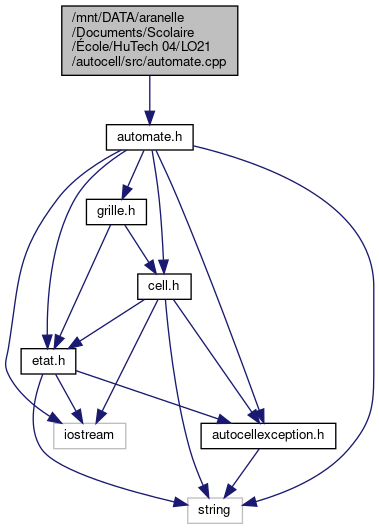 /mnt/DATA/aranelle
/Documents/Scolaire
/École/HuTech 04/LO21
/autocell/src/automate.cpp
automate.h
grille.h
cell.h
etat.h
iostream
autocellexception.h
string